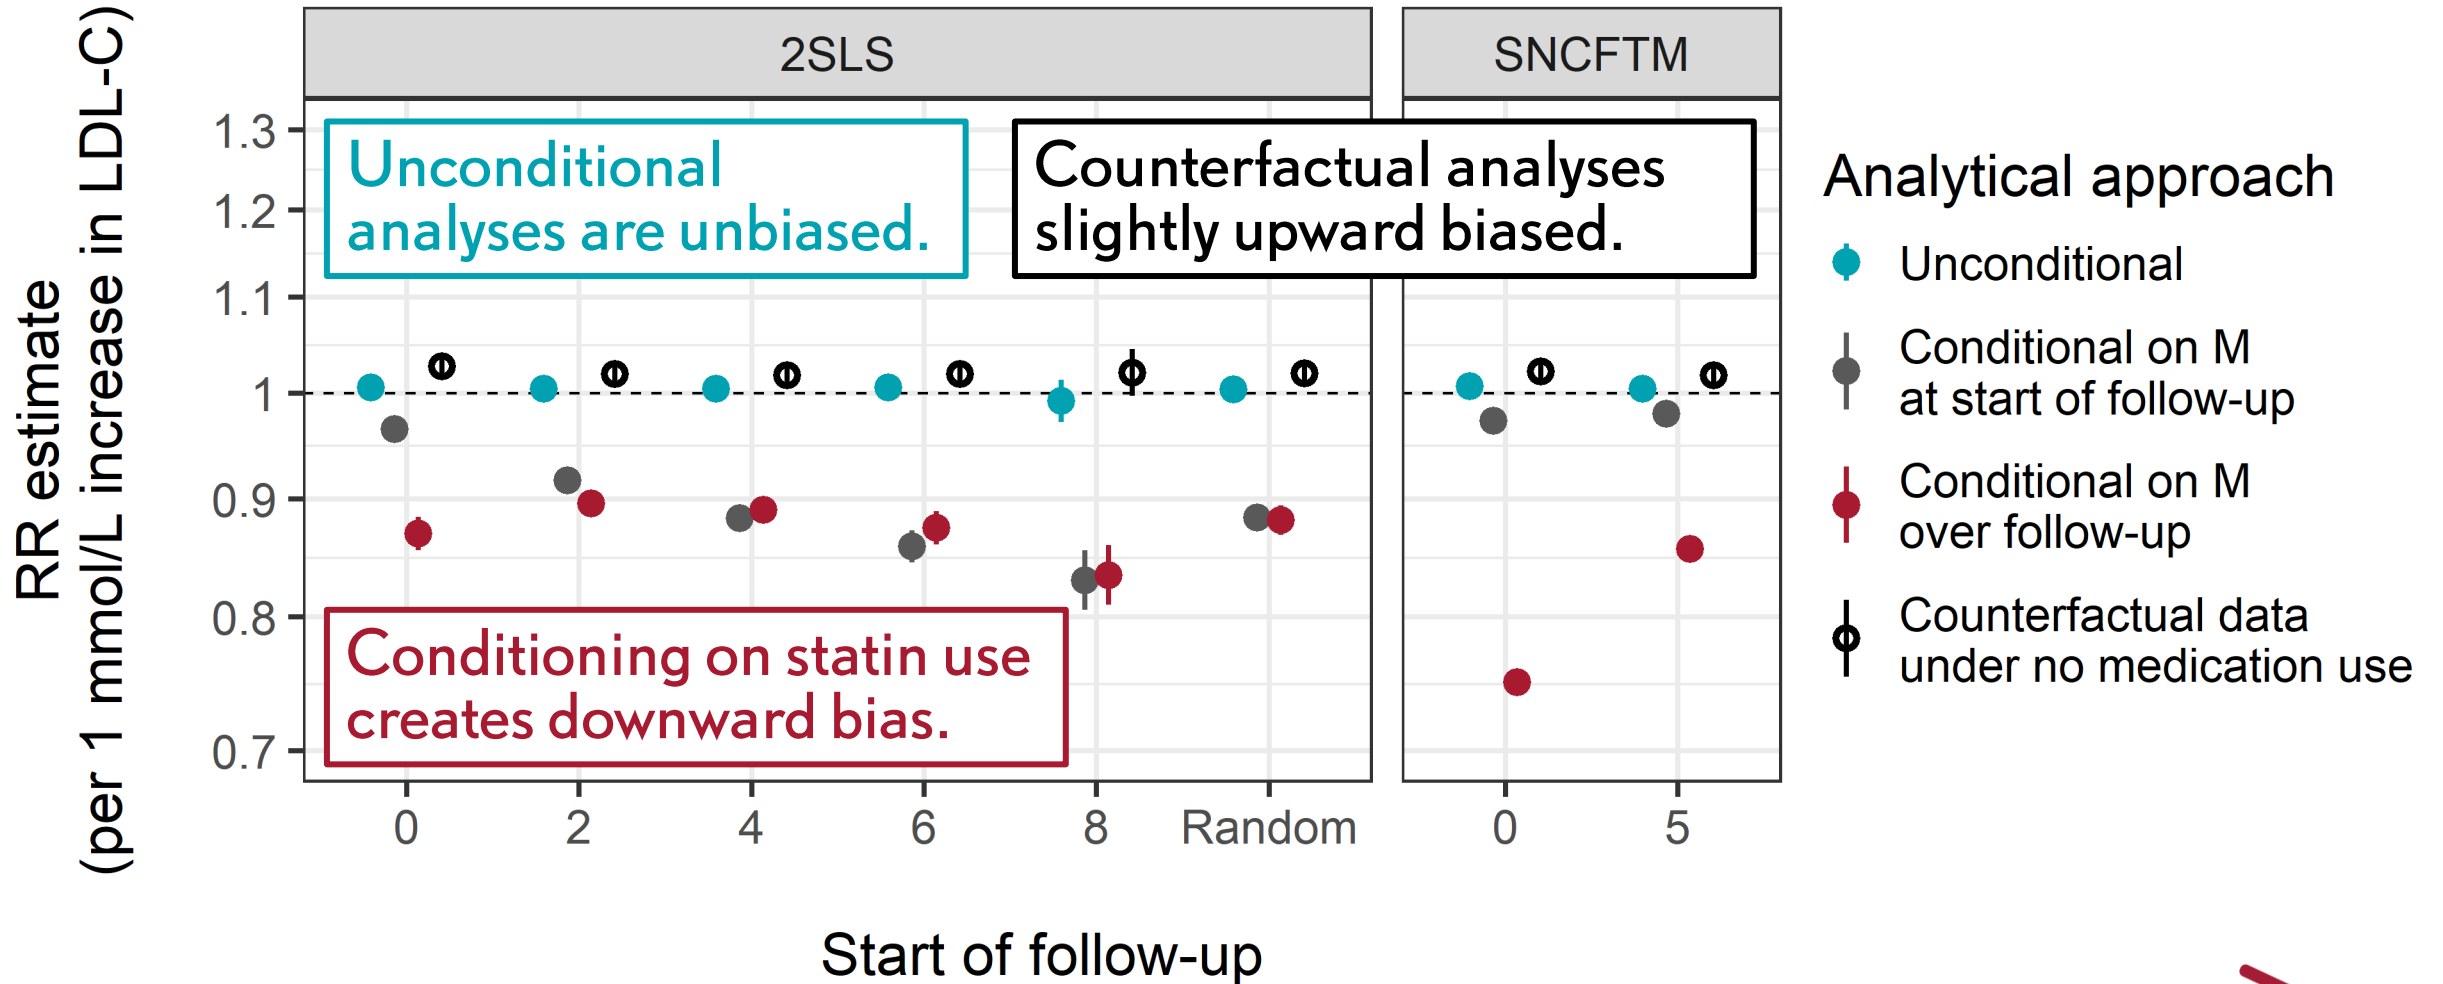 2SLS
SNCFTM
RR estimate
(per 1 mmol/L increase in LDL-C)
1.3
1.2
1.1
1
0.9
0.8
0.7
Unconditional
analyses are unbiased.
Counterfactual analyses
slightly upward biased.
Conditioning on statin use
creates downward bias.
0
2
4
6
8
Random
0
5
Start of follow-up
Analytical approach
Unconditional
Conditional on M
at start of follow-up
Conditional on M
over follow-up
Counterfactual data
under no medication use